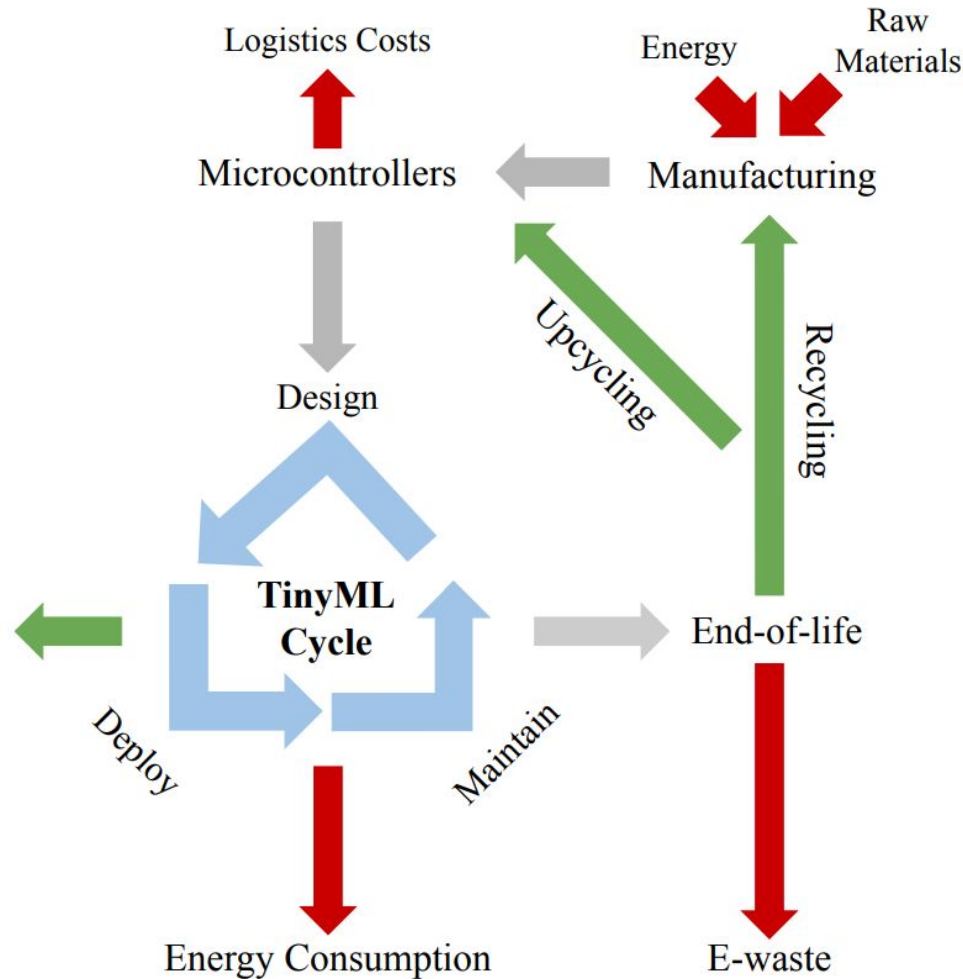 Logistics Costs
Energy
Raw
Materials
Microcontrollers
Manufacturing
Upcycling
Recycling
Design
TinyML
Cycle
End-of-life
Deploy
Maintain
Energy Consumption
E-waste